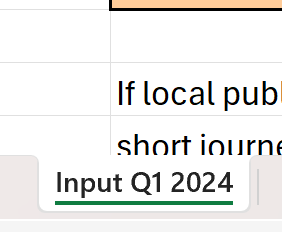 If local publ
short journe
Input Q1 2024